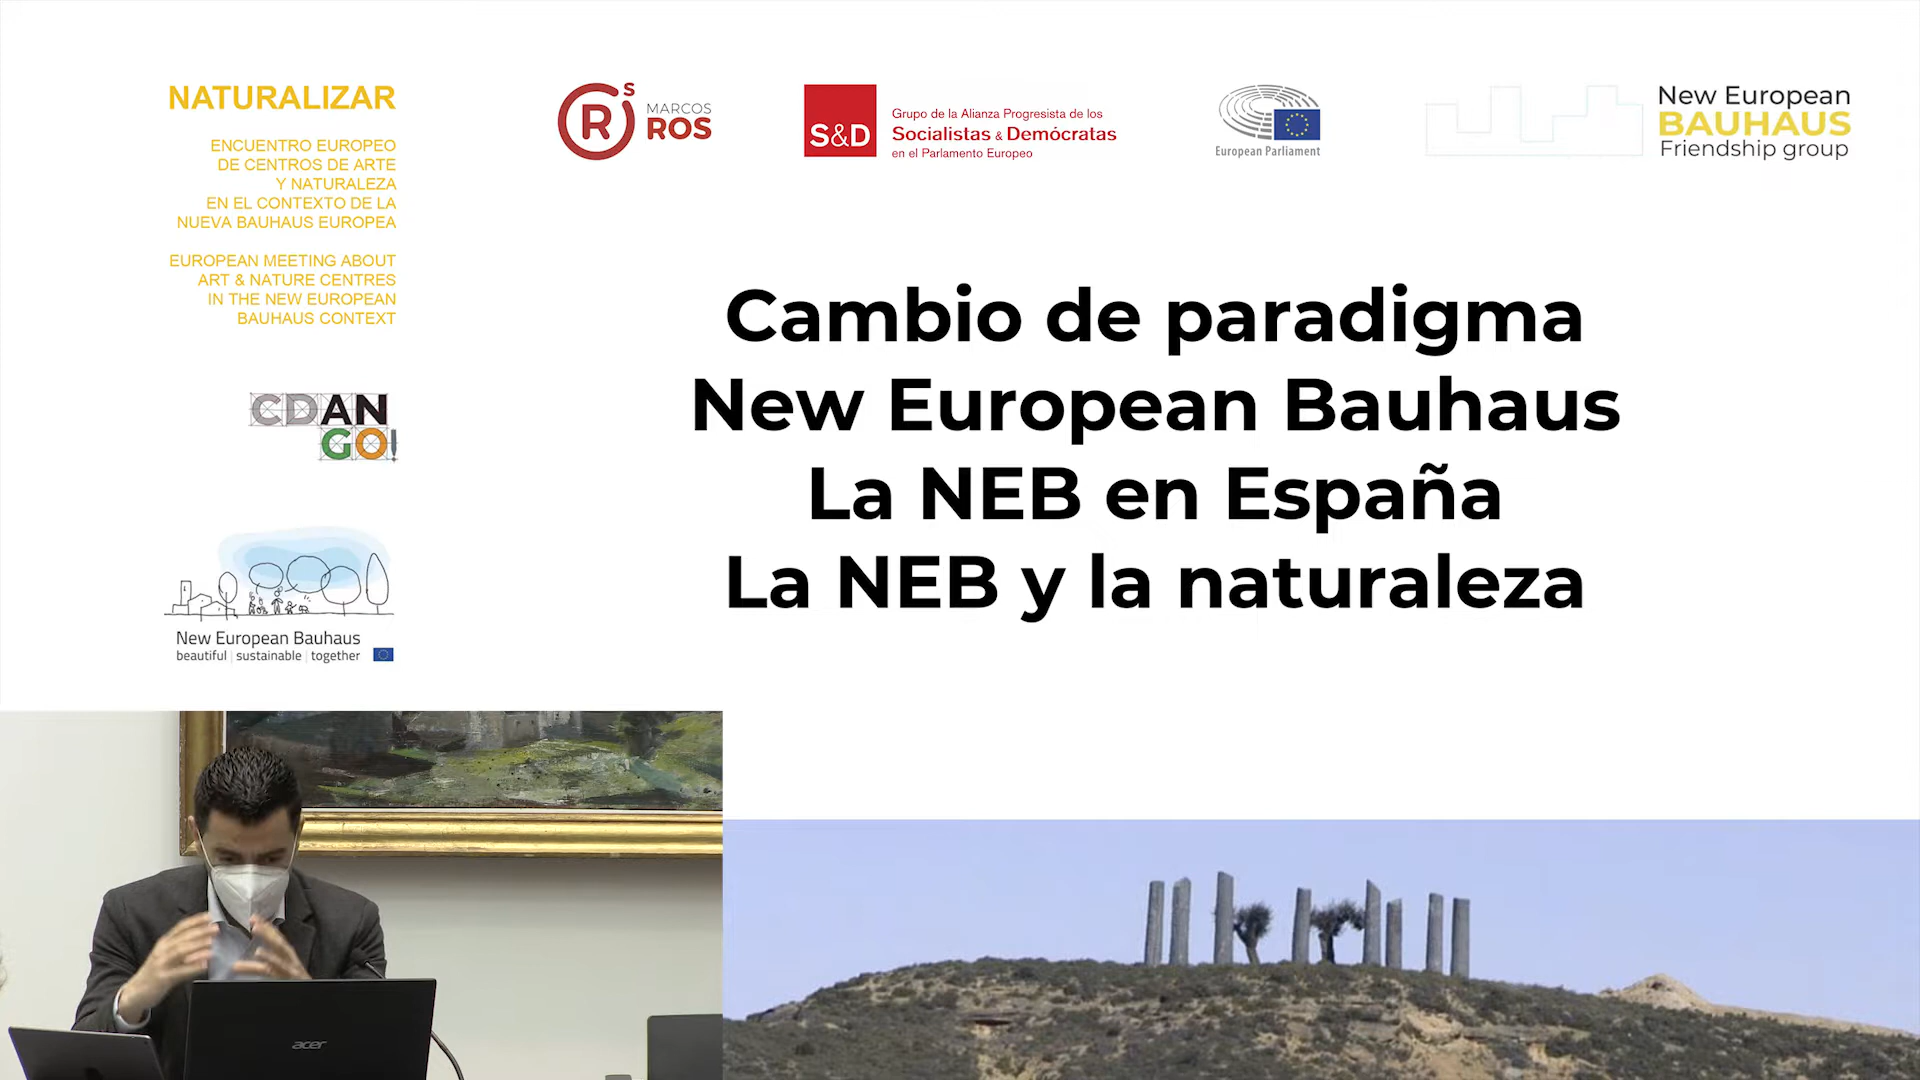 NATURALIZAR
ENCUENTRO EUROPEO
DE CENTROS DE ARTE
Y NATURALEZA
EN EL CONTEXTO DE LA
NUEVA BAUHAUS EUROPEA
EUROPEAN MEETING ABOUT
ART & NATURE CENTRES
IN THE NEW EUROPEAN
BAUHAUS CONTEXT
CDAN
GO!
New European Bauhaus
beautiful | sustainable | together
R S
MARCOS
ROS
S&D
Grupo de la Alianza Progresista de los
Socialistas & Demócratas
en el Parlamento Europeo
European Parliament
New European
BAUHAUS
Friendship group
Cambio de paradigma
New European Bauhaus
La NEB en España
La NEB y la naturaleza
acer